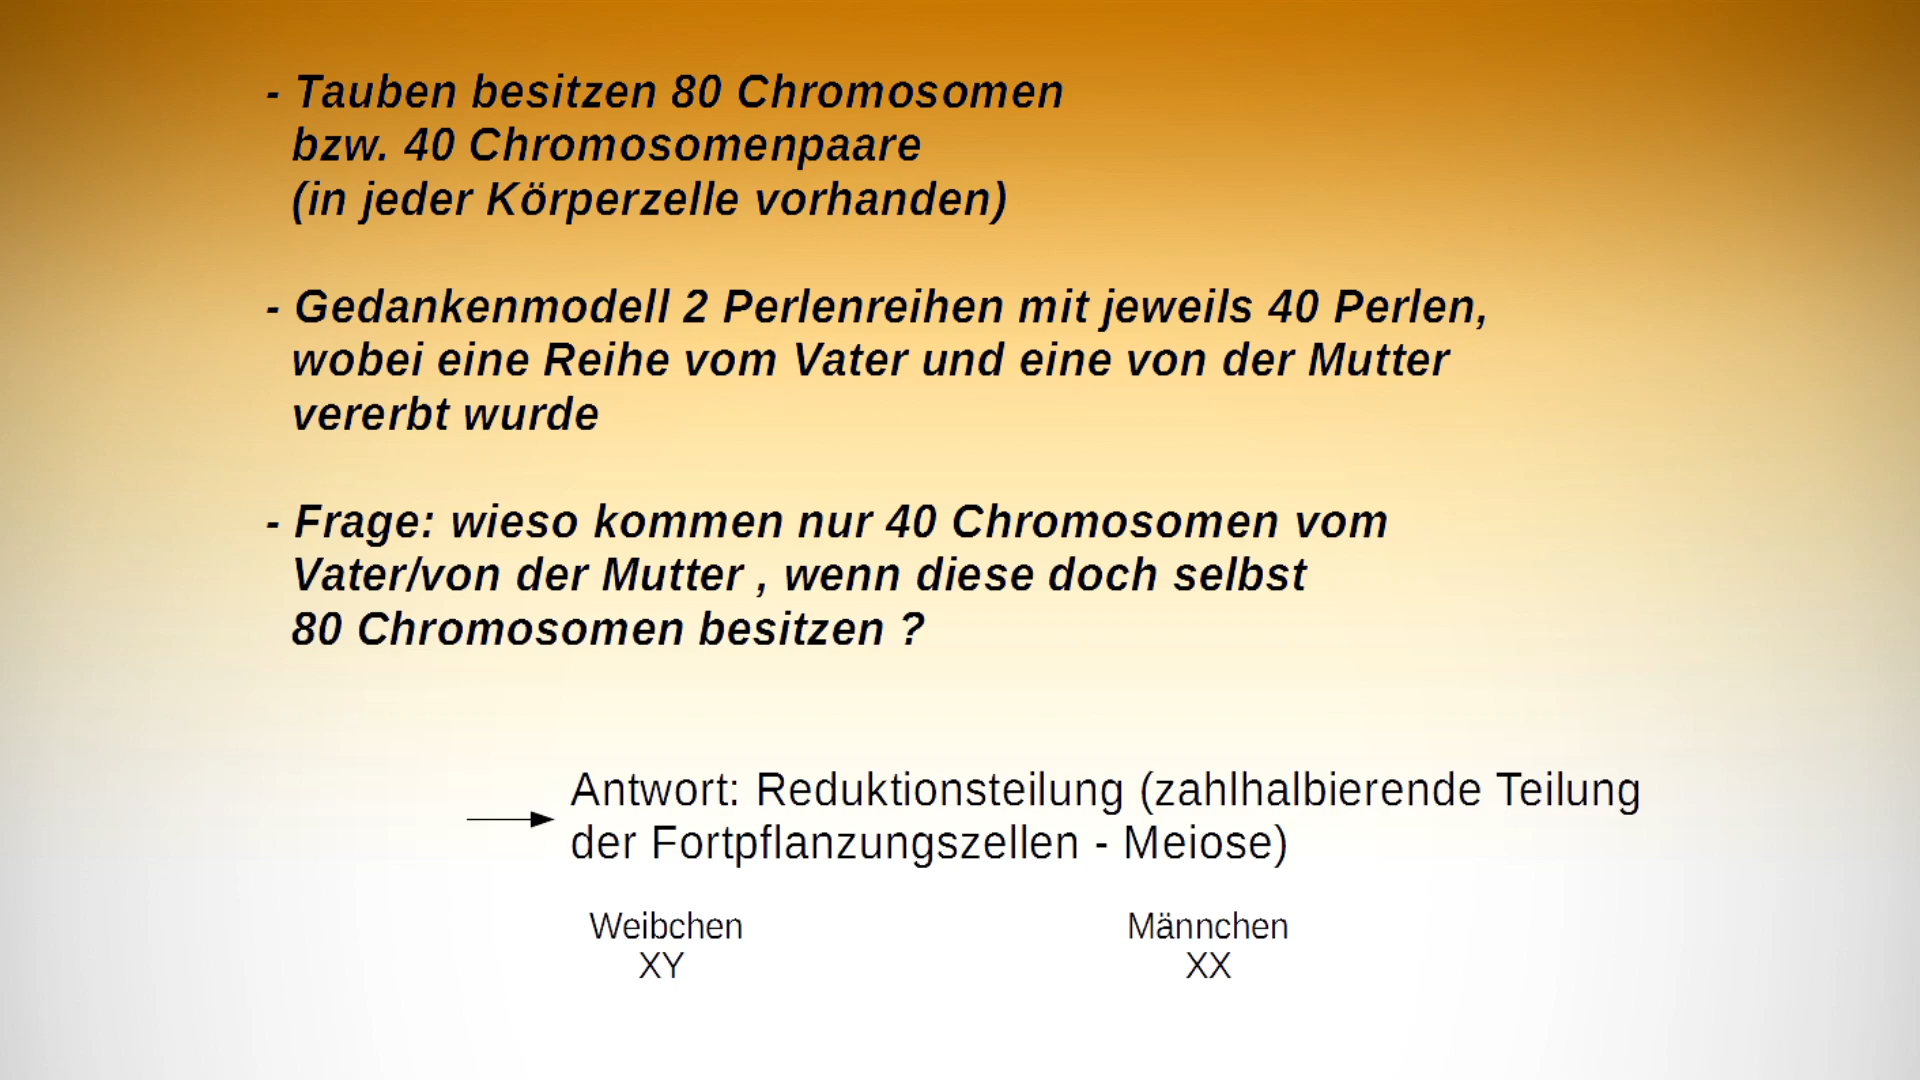 - Tauben besitzen 80 Chromosomen
bzw. 40 Chromosomenpaare
(in jeder Körperzelle vorhanden)
- Gedankenmodell 2 Perlenreihen mit jeweils 40 Perlen,
wobei eine Reihe vom Vater und eine von der Mutter
vererbt wurde
- Frage: wieso kommen nur 40 Chromosomen vom
Vater/von der Mutter , wenn diese doch selbst
80 Chromosomen besitzen ?
Antwort: Reduktionsteilung (zahlhalbierende Teilung
der Fortpflanzungszellen - Meiose)
Weibchen Männchen
XY XX